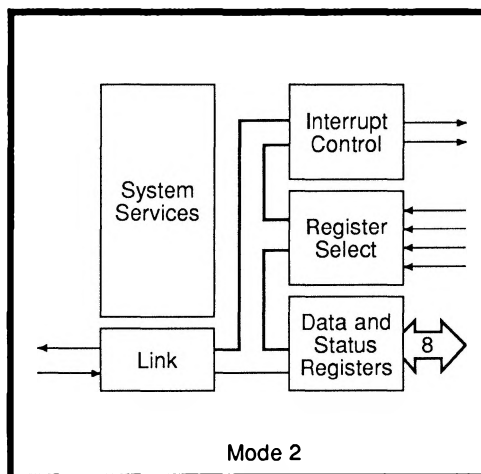 Interrupt
Control
System
Services
Register
Select
Data and
Status
Registers
8
Link
Mode 2